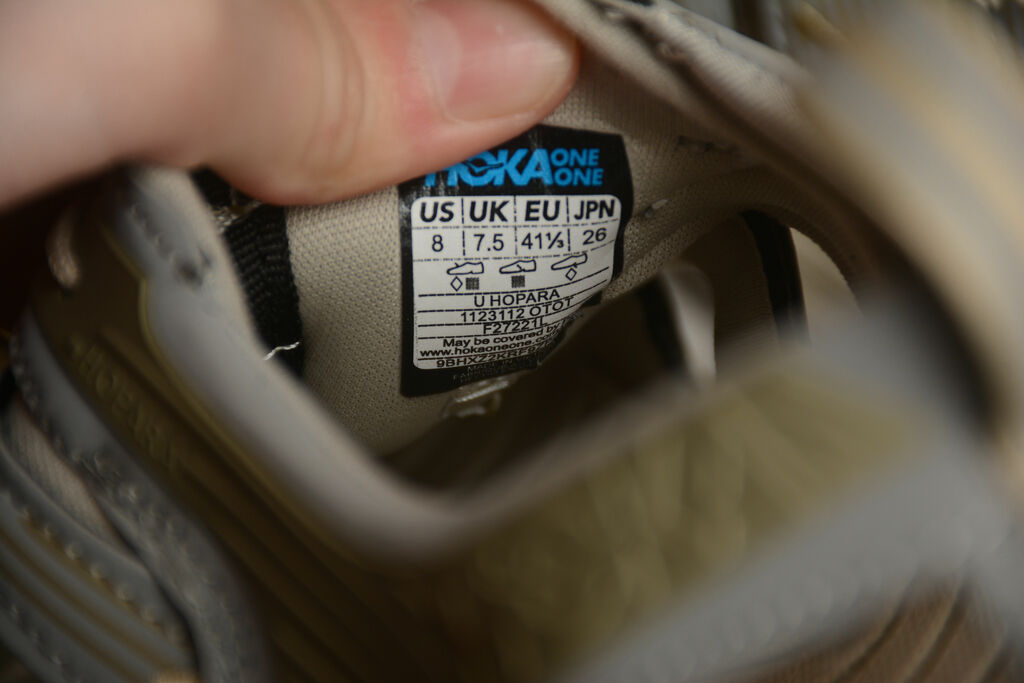 HOKA ONE ONE
US UK EU JPN
8 7.5 41⅓ 26
U HOPARA
1123112 OTOT
F27221L
May be covered by
www.hokaoneone.
HOPARA